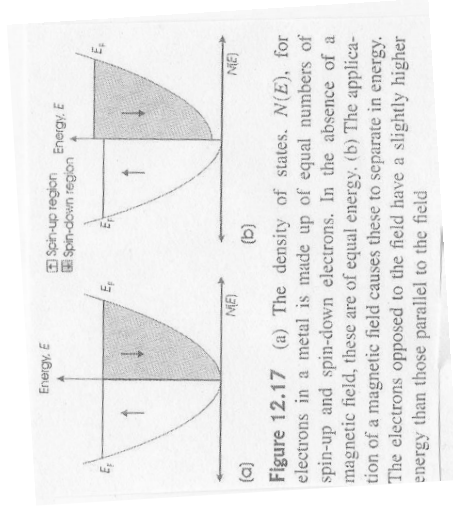 Energy, E
E_F
E_F
N(E)
(a)
Spin-up region
Spin-down region
Energy, E
E_F
E_F
N(E)
(b)
Figure 12.17 (a) The density of states. N(E), for
electrons in a metal is made up of equal numbers of
spin-up and spin-down electrons. In the absence of a
magnetic field, these are of equal energy. (b) The applica-
tion of a magnetic field causes these to separate in energy.
The electrons opposed to the field have a slightly higher
energy than those parallel to the field